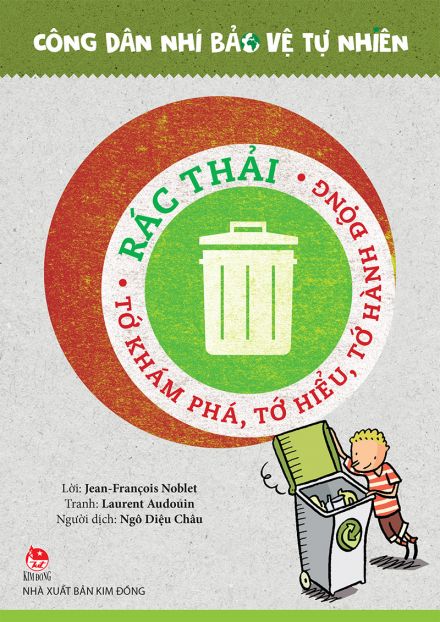 CÔNG DÂN NHÍ BẢO VỆ TỰ NHIÊN
RÁC THẢI
• TỚ KHÁM PHÁ, TỚ HIỂU, TỚ HÀNH ĐỘNG •
Lời: Jean-François Noblet
Tranh: Laurent Audouin
Người dịch: Ngô Diệu Châu
KIM ĐỒNG
NHÀ XUẤT BẢN KIM ĐỒNG